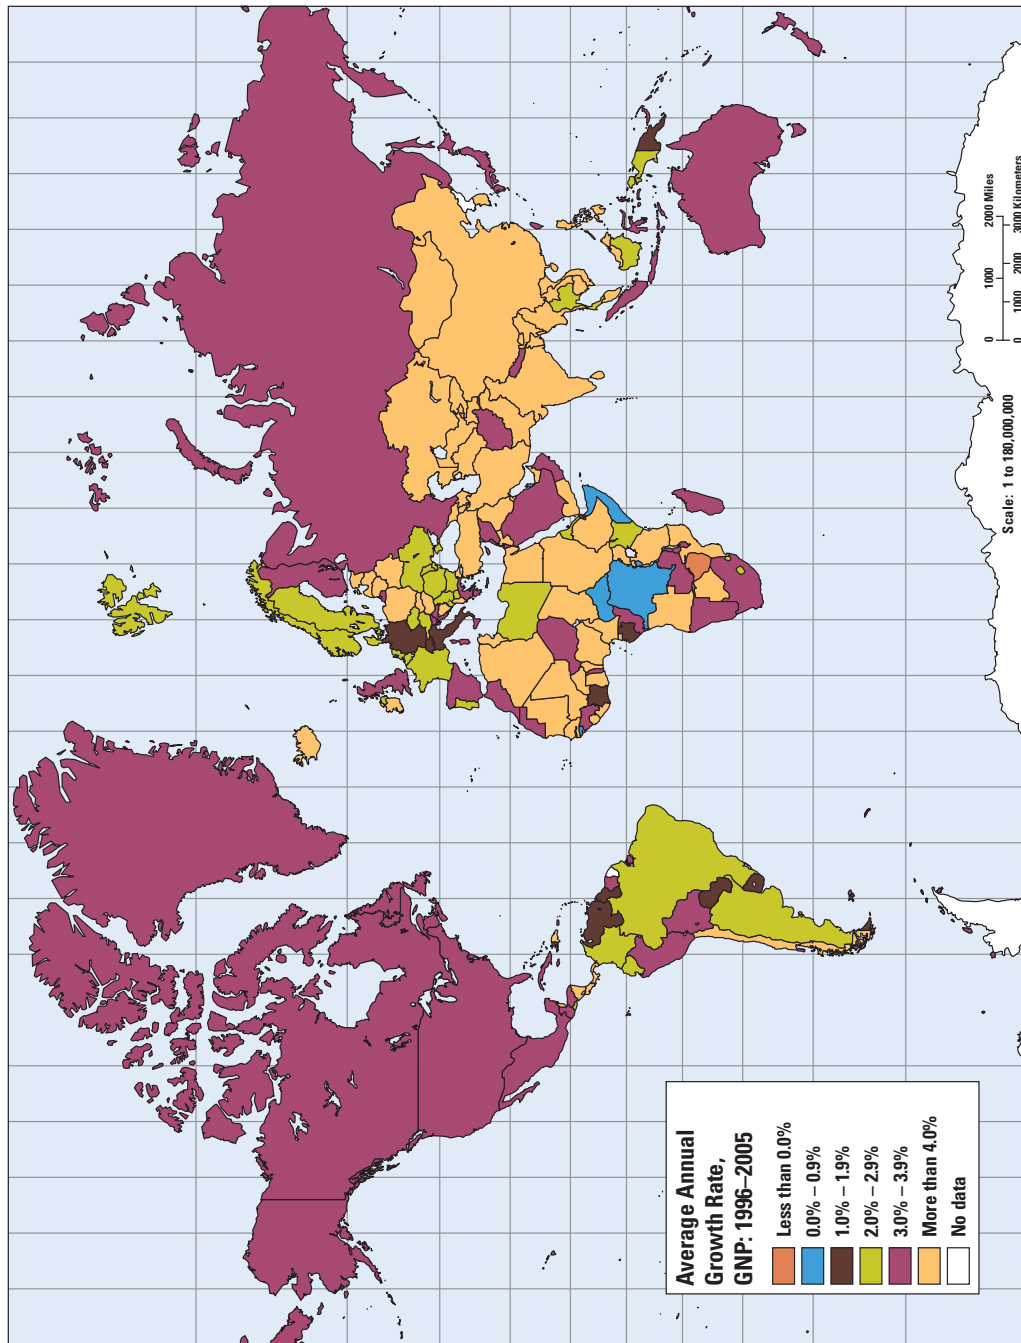 Average Annual
Growth Rate,
GNP: 1996–2005
Less than 0.0%
0.0% – 0.9%
1.0% – 1.9%
2.0% – 2.9%
3.0% – 3.9%
More than 4.0%
No data
Scale: 1 to 180,000,000
0 1000 2000 Miles
0 1000 2000 3000 Kilometers